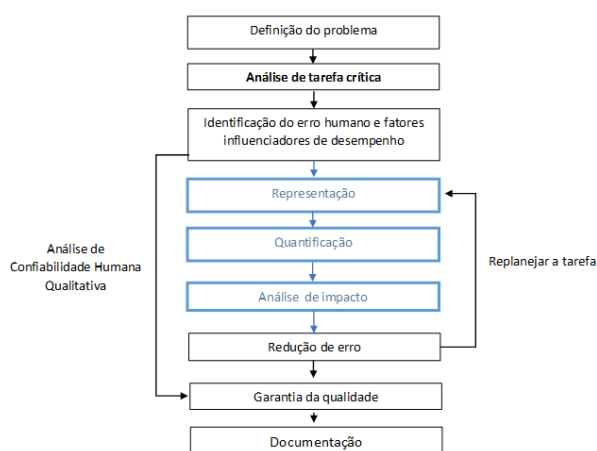 Definição do problema
Análise de tarefa crítica
Identificação do erro humano e fatores
influenciadores de desempenho
Representação
Quantificação
Análise de impacto
Análise de
Confiabilidade Humana
Qualitativa
Replanejar a tarefa
Redução de erro
Garantia da qualidade
Documentação